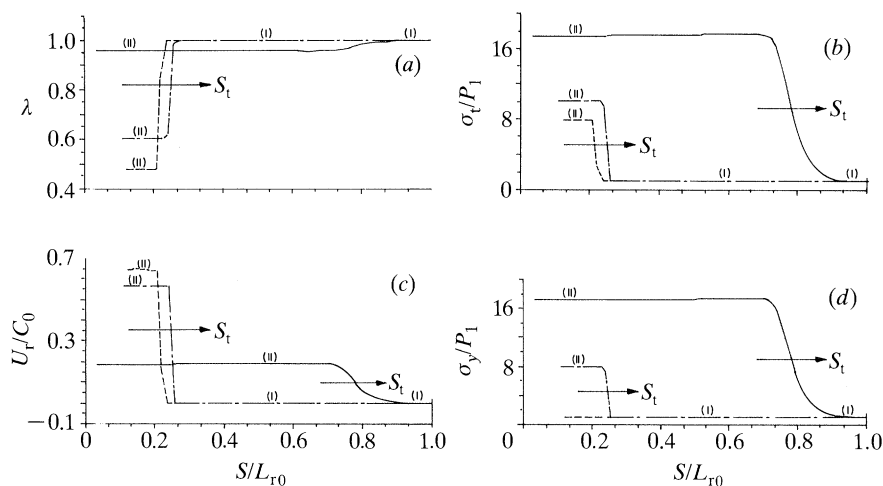 1.0
0.8
0.6
0.4
λ
(II)
(I)
(a)
S_t
(II)
(II)
16
8
0
σ_t/P_1
(II)
(b)
(II)
(II)
S_t
S_t
(I)
(I)
0.7
0.3
−0.1
U_r/C_0
(II)
(II)
(c)
S_t
(II)
S_t
(I)
(I)
0
0.2
0.4
0.6
0.8
1.0
S/L_r0
16
8
0
σ_y/P_1
(II)
(d)
(II)
S_t
S_t
(I)
(I)
0.2
0.4
0.6
0.8
1.0
S/L_r0